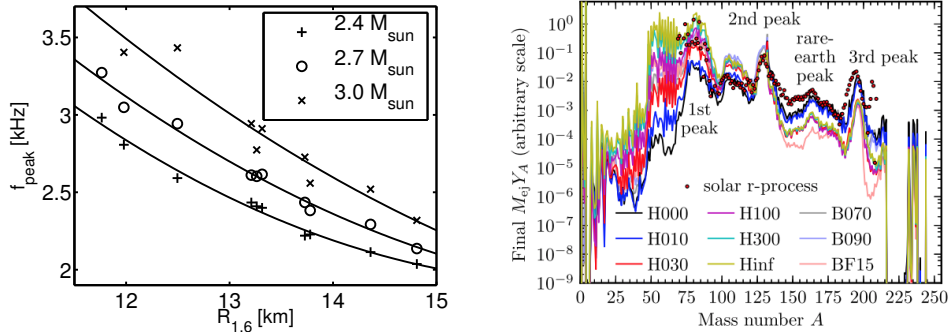 2.4 M_sun
2.7 M_sun
3.0 M_sun
3.5
3
2.5
2
12
13
14
15
f_peak [kHz]
R_1.6 [km]
2nd peak
rare-
earth
peak
3rd peak
1st
peak
solar r-process
H000
H010
H030
H100
H300
Hinf
B070
B090
BF15
10^1
10^0
10^-1
10^-2
10^-3
10^-4
10^-5
10^-6
10^-7
10^-8
10^-9
0 25 50 75 100 125 150 175 200 225 250
Mass number A
Final M_ej Y_A (arbitrary scale)